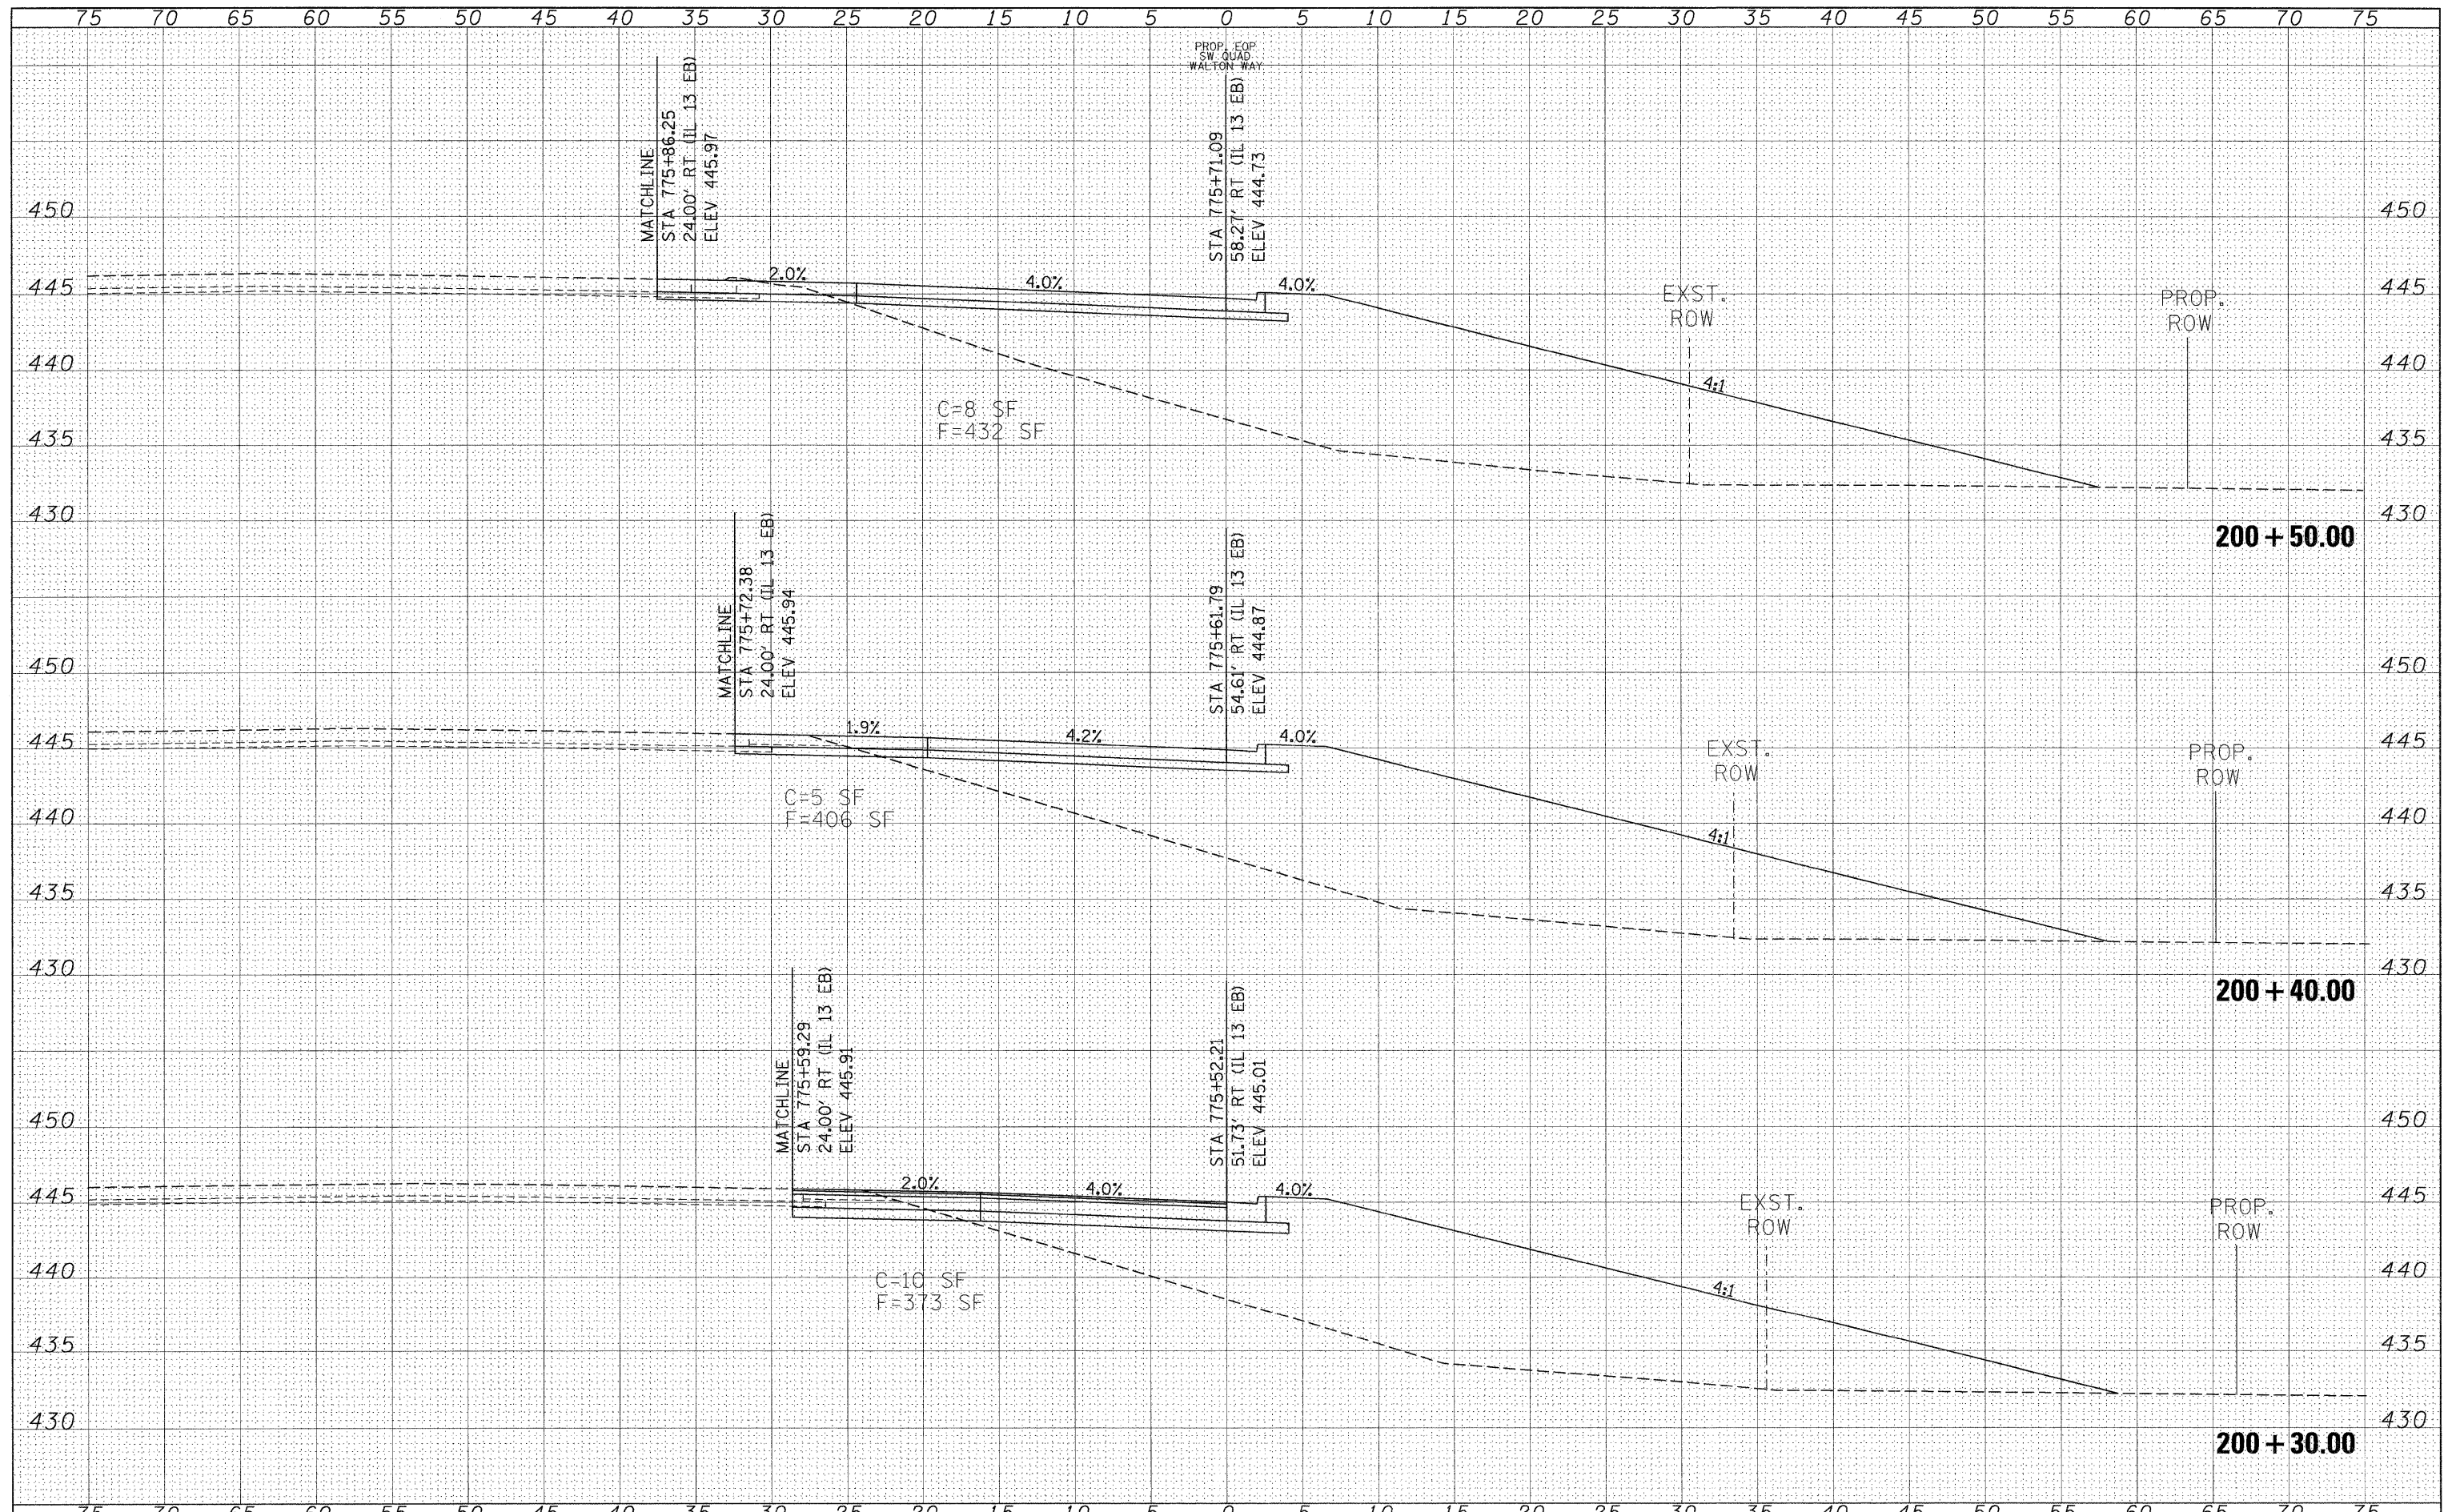 75 70 65 60 55 50 45 40 35 30 25 20 15 10 5 0 5 10 15 20 25 30 35 40 45 50 55 60 65 70 75
PROP. EOP
SW QUAD
WALTON WAY
MATCHLINE
STA 775+86.25
24.00' RT (IL 13 EB)
ELEV 445.97
STA 775+71.09
58.27' RT (IL 13 EB)
ELEV 444.73
450 450
2.0% 4.0% 4.0%
445 445
EXST.
ROW
PROP.
ROW
440 440
4:1
C=8 SF
F=432 SF
435 435
430 430
200+50.00
MATCHLINE
STA 775+72.38
24.00' RT (IL 13 EB)
ELEV 445.94
STA 775+61.79
54.61' RT (IL 13 EB)
ELEV 444.87
450 450
1.9% 4.2% 4.0%
445 445
EXST.
ROW
PROP.
ROW
C=5 SF
F=406 SF
440 440
4:1
435 435
430 430
200+40.00
MATCHLINE
STA 775+59.29
24.00' RT (IL 13 EB)
ELEV 445.91
STA 775+52.21
51.73' RT (IL 13 EB)
ELEV 445.01
450 450
2.0% 4.0% 4.0%
445 445
EXST.
ROW
PROP.
ROW
440 440
C=10 SF
F=373 SF
4:1
435 435
430 430
200+30.00
75 70 65 60 55 50 45 40 35 30 25 20 15 10 5 0 5 10 15 20 25 30 35 40 45 50 55 60 65 70 75